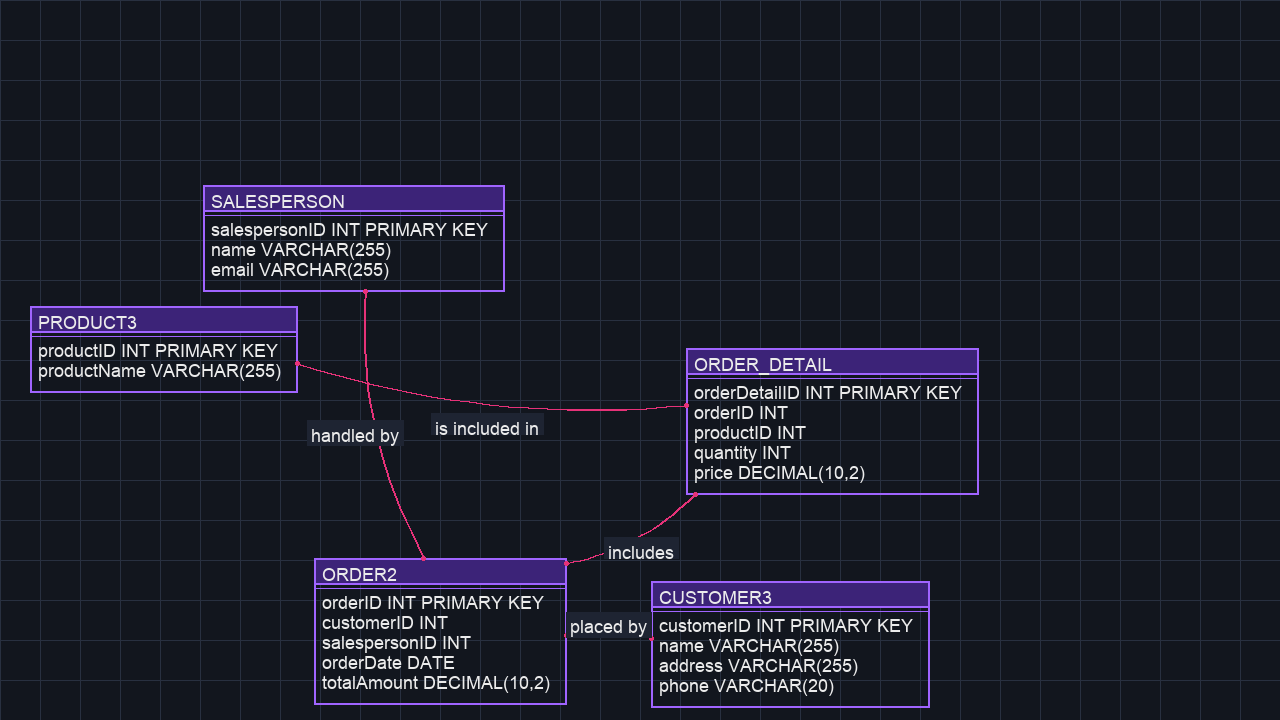 SALESPERSON
salespersonID INT PRIMARY KEY
name VARCHAR(255)
email VARCHAR(255)
PRODUCT3
productID INT PRIMARY KEY
productName VARCHAR(255)
ORDER_DETAIL
orderDetailID INT PRIMARY KEY
orderID INT
productID INT
quantity INT
price DECIMAL(10,2)
handled by
is included in
includes
ORDER2
orderID INT PRIMARY KEY
customerID INT
salespersonID INT
orderDate DATE
totalAmount DECIMAL(10,2)
placed by
CUSTOMER3
customerID INT PRIMARY KEY
name VARCHAR(255)
address VARCHAR(255)
phone VARCHAR(20)